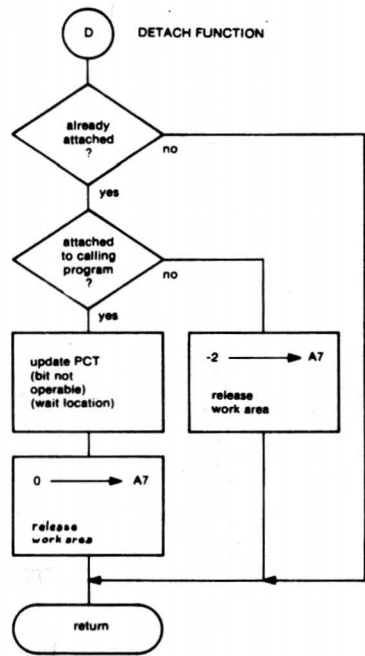 D DETACH FUNCTION
already
attached
?
no
yes
attached
to calling
program
?
no
yes
update PCT
(bit not
operable)
(wait location)
-2 A7
release
work area
0 A7
release
work area
return